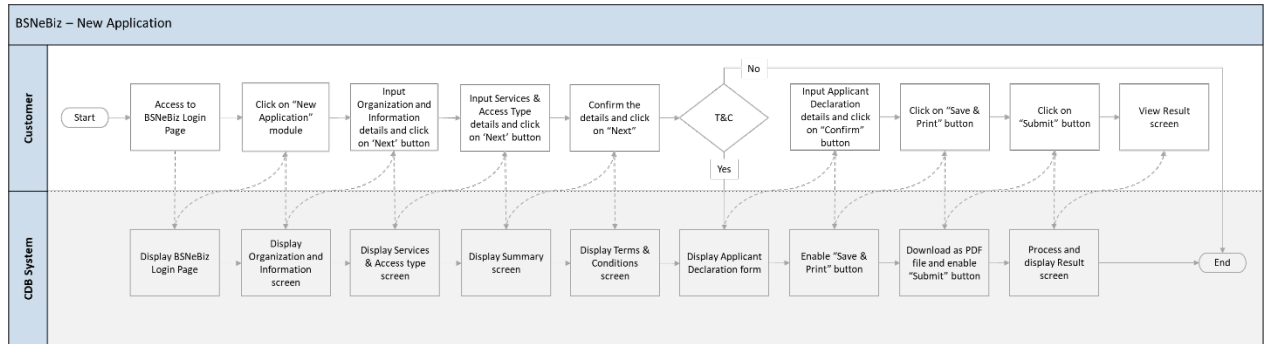 BSNeBiz – New Application
Customer
Start
Access to
BSNeBiz Login
Page
Click on “New
Application”
module
Input
Organization and
Information
details and click
on ‘Next’ button
Input Services &
Access Type
details and click
on ‘Next’ button
Confirm the
details and click
on “Next”
T&C
No
Yes
Input Applicant
Declaration
details and click
on “Confirm”
button
Click on “Save &
Print” button
Click on
“Submit” button
View Result
screen
CDB System
Display BSNeBiz
Login Page
Display
Organization and
Information
screen
Display Services
& Access type
screen
Display Summary
screen
Display Terms &
Conditions
screen
Display Applicant
Declaration form
Enable “Save &
Print” button
Download as PDF
file and enable
“Submit” button
Process and
display Result
screen
End